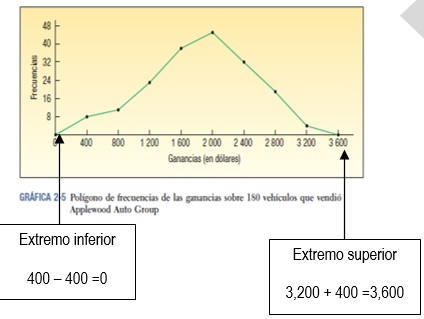 48
40
32
24
16
8
Frecuencias
400 800 1 200 1 600 2 000 2 400 2 800 3 200 3 600
Ganancias (en dólares)
GRÁFICA 2-5 Polígono de frecuencias de las ganancias sobre 180 vehículos que vendió
Applewood Auto Group
Extremo inferior
400 – 400 =0
Extremo superior
3,200 + 400 =3,600